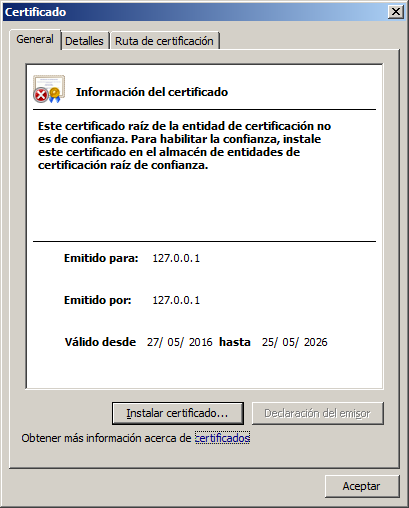 Certificado
General
Detalles
Ruta de certificación
Información del certificado
Este certificado raíz de la entidad de certificación no
es de confianza. Para habilitar la confianza, instale
este certificado en el almacén de entidades de
certificación raíz de confianza.
Emitido para: 127.0.0.1
Emitido por: 127.0.0.1
Válido desde 27/ 05/ 2016 hasta 25/ 05/ 2026
Instalar certificado...
Declaración del emisor
Obtener más información acerca de certificados
Aceptar